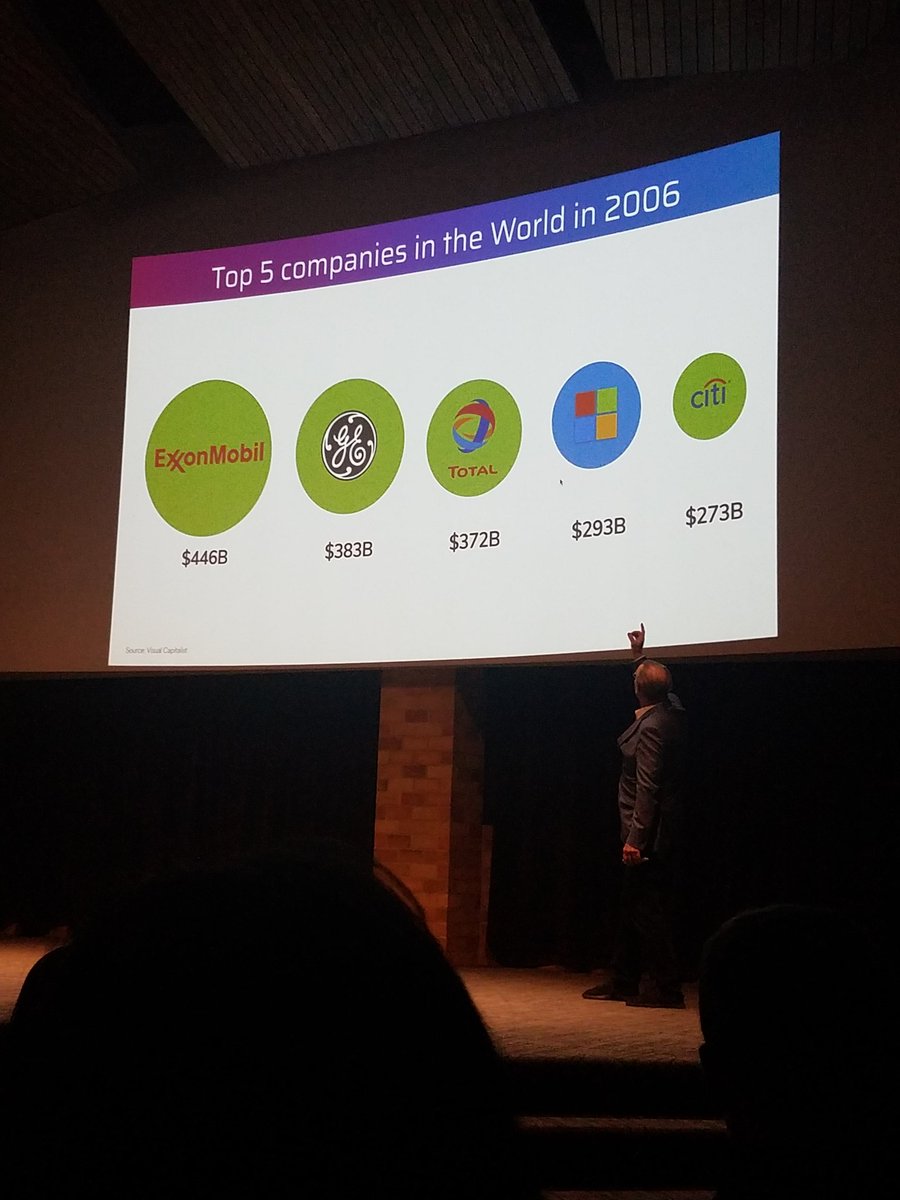 Top 5 companies in the World in 2006
ExxonMobil
GE
TOTAL
citi
$446B
$383B
$372B
$293B
$273B
Source: Visual Capitalist